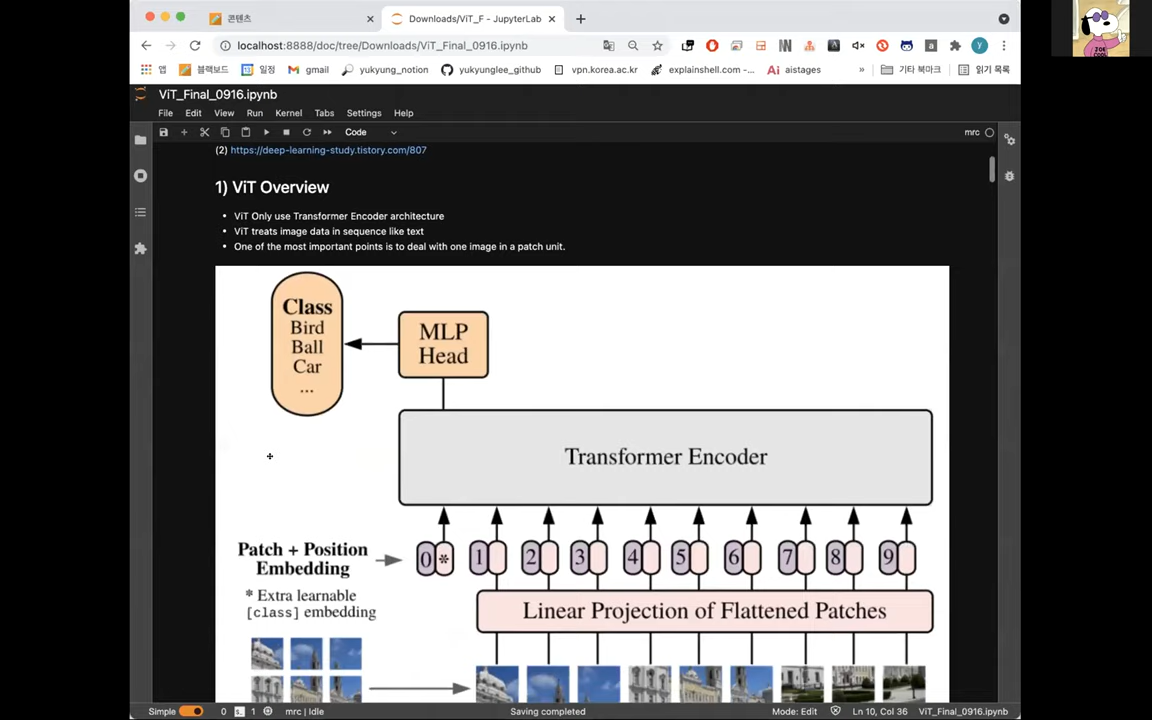 콘텐츠
Downloads/ViT_F - JupyterLab
localhost:8888/doc/tree/Downloads/ViT_Final_0916.ipynb
앱
블랙보드
일정
gmail
yukyung_notion
yukyunglee_github
vpn.korea.ac.kr
explainshell.com -...
Ai aistages
»
기타 북마크
읽기 목록
ViT_Final_0916.ipynb
File Edit View Run Kernel Tabs Settings Help
Code
mrc
(2) https://deep-learning-study.tistory.com/807
1) ViT Overview
• ViT Only use Transformer Encoder architecture
• ViT treats image data in sequence like text
• One of the most important points is to deal with one image in a patch unit.
Class
Bird
Ball
Car
...
MLP
Head
Transformer Encoder
Patch + Position
Embedding
0 * 1 2 3 4 5 6 7 8 9
* Extra learnable
[class] embedding
Linear Projection of Flattened Patches
Simple 0 1 mrc | Idle Saving completed Mode: Edit Ln 10, Col 36 ViT_Final_0916.ipynb
JOE
COOL